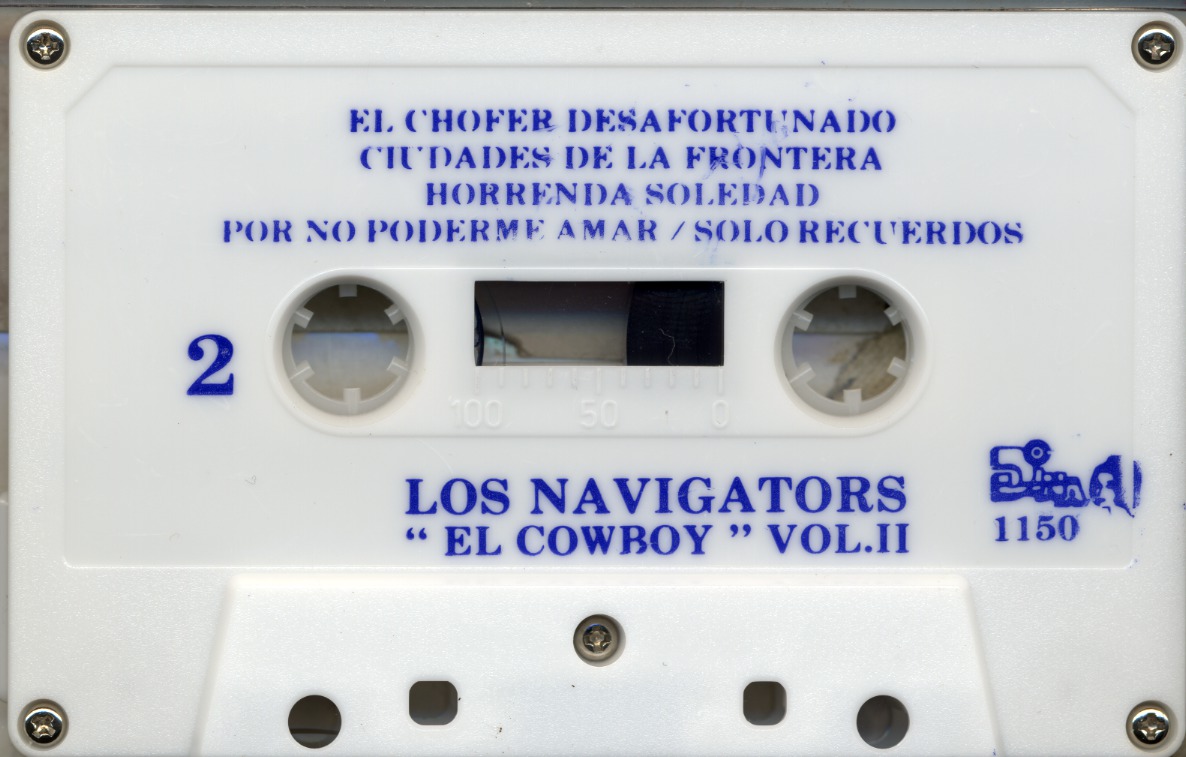 EL CHOFER DESAFORTUNADO
CIUDADES DE LA FRONTERA
HORRENDA SOLEDAD
POR NO PODERME AMAR / SOLO RECUERDOS
2
100 50 0
LOS NAVIGATORS
“ EL COWBOY ” VOL.II
1150